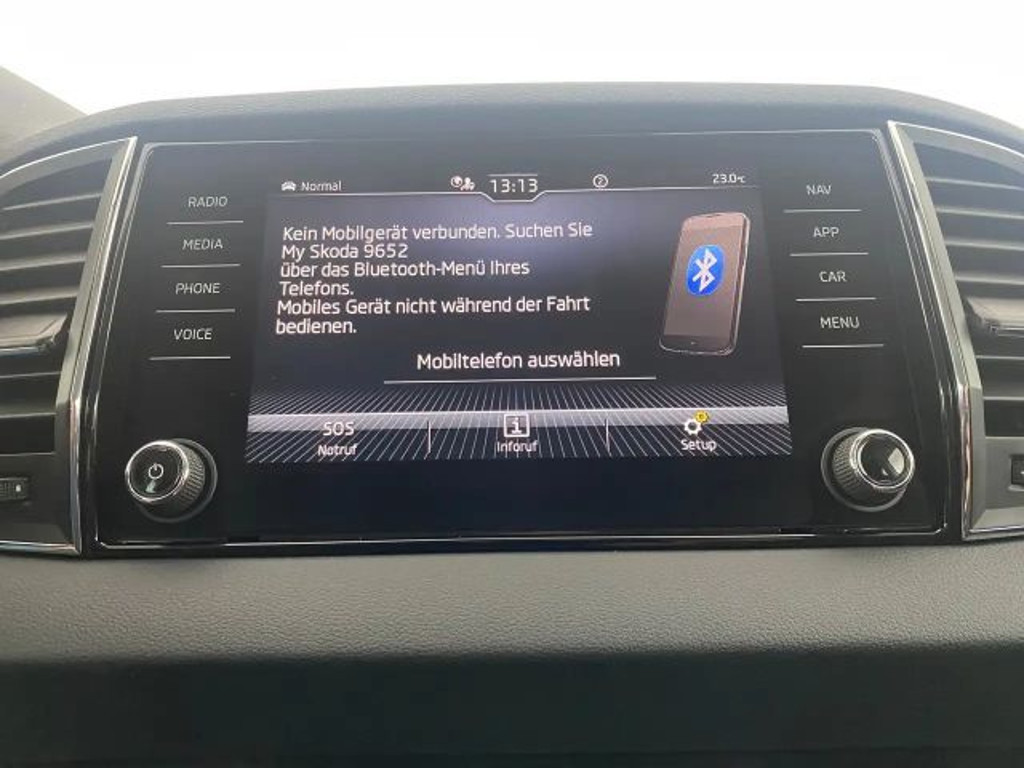 Normal
13:13
2
23.0°C
RADIO
MEDIA
PHONE
VOICE
Kein Mobilgerät verbunden. Suchen Sie
My Skoda 9652
über das Bluetooth-Menü Ihres
Telefons.
Mobiles Gerät nicht während der Fahrt
bedienen.
Mobiltelefon auswählen
SOS
Notruf
i
Inforuf
Setup
NAV
APP
CAR
MENU